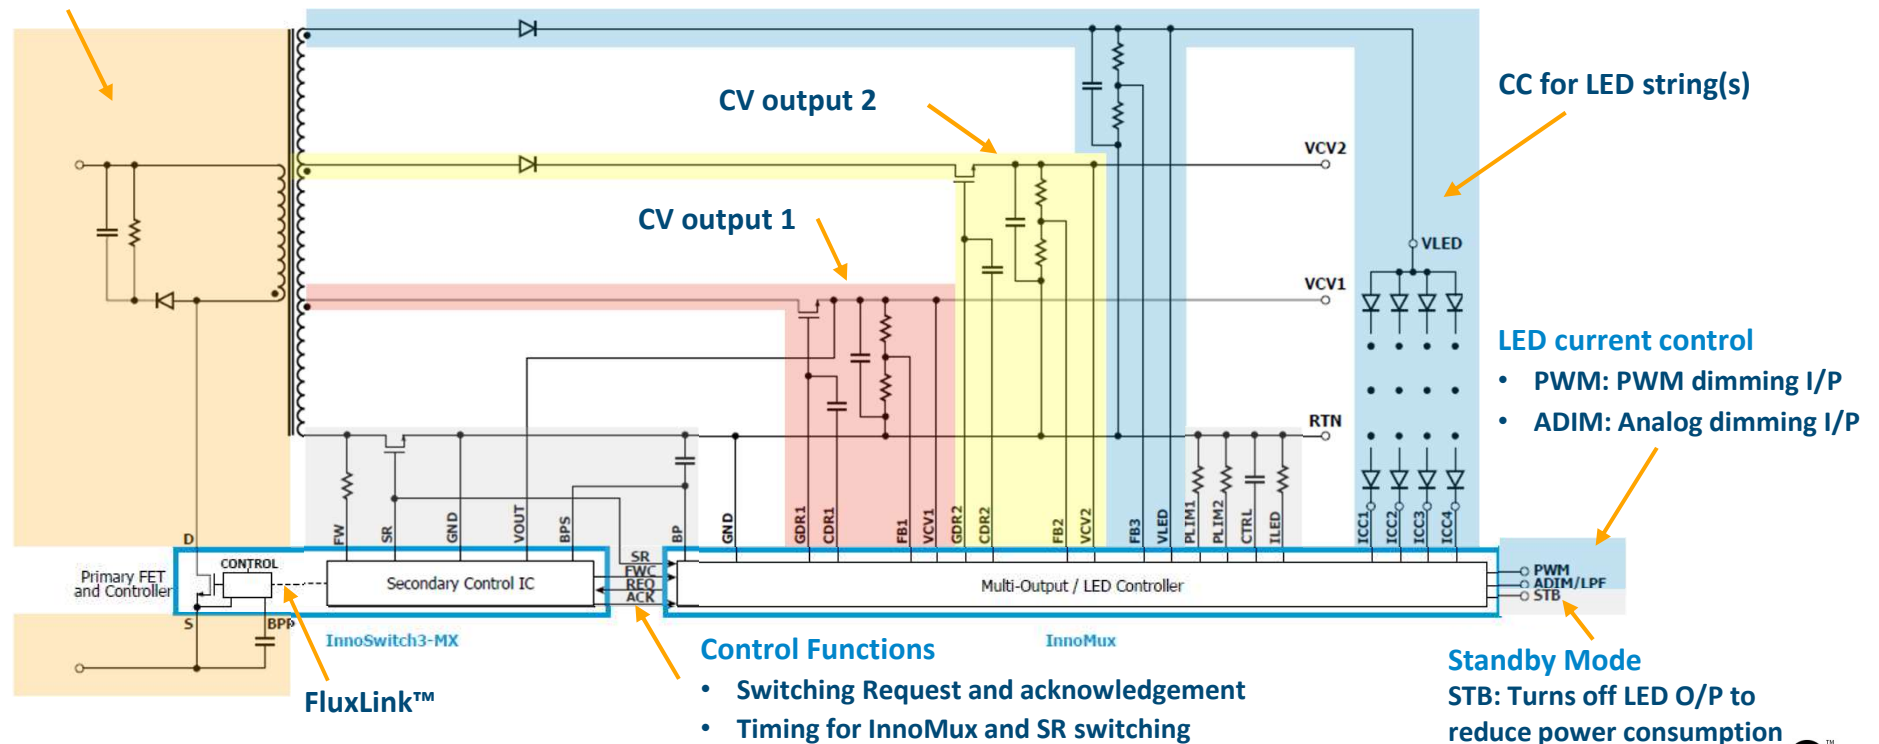 CV output 2
CC for LED string(s)
VCV2
CV output 1
VLED
VCV1
LED current control
• PWM: PWM dimming I/P
• ADIM: Analog dimming I/P
RTN
FW
SR
GND
VOUT
BPS
BP
GND
GDR1
CDR1
FB1
VCV1
GDR2
CDR2
FB2
VCV2
FB3
VLED
PLIM1
PLIM2
CTRL
ILED
ICC1
ICC2
ICC3
ICC4
D
CONTROL
Primary FET
and Controller
Secondary Control IC
SR
FWC
REQ
ACK
Multi-Output / LED Controller
PWM
ADIM/LPF
STB
S
BPP
InnoSwitch3-MX
InnoMux
FluxLink™
Control Functions
• Switching Request and acknowledgement
• Timing for InnoMux and SR switching
Standby Mode
STB: Turns off LED O/P to
reduce power consumption
™